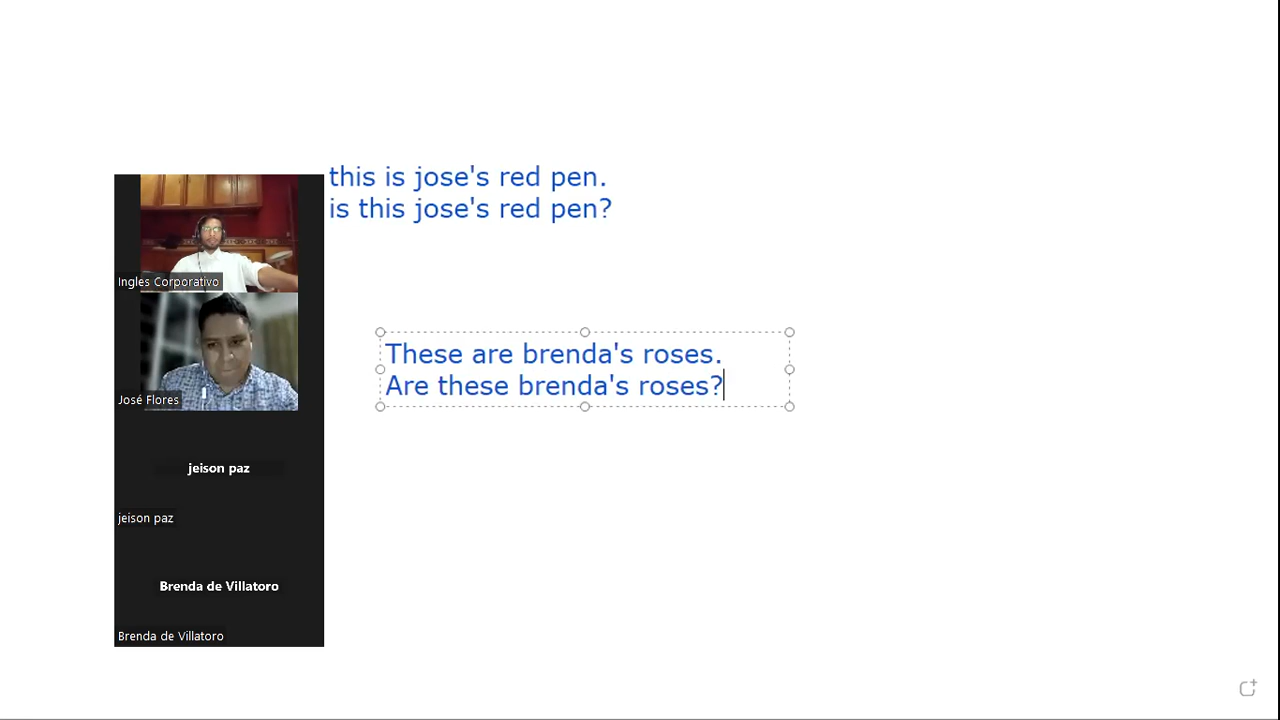 this is jose's red pen.
is this jose's red pen?
Ingles Corporativo
These are brenda's roses.
Are these brenda's roses?
José Flores
jeison paz
jeison paz
Brenda de Villatoro
Brenda de Villatoro